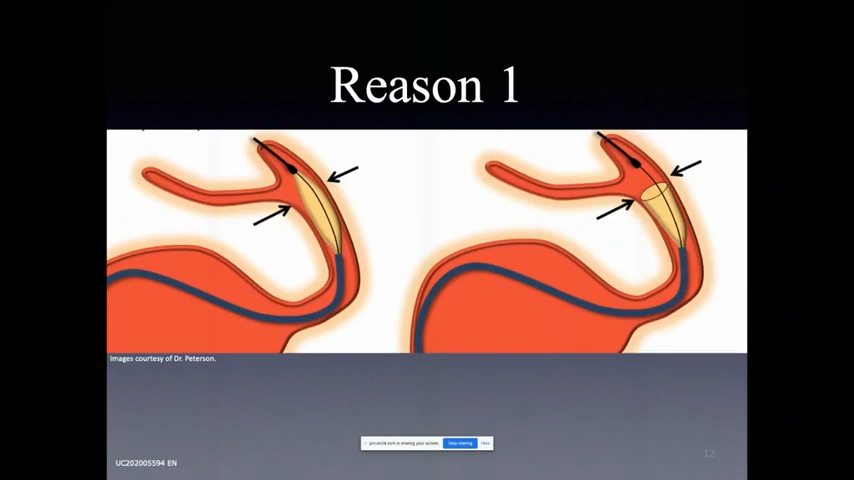 Reason 1
Images courtesy of Dr. Peterson.
jm.on24.com is sharing your screen.
Stop sharing
Hide
12
UC202005594 EN